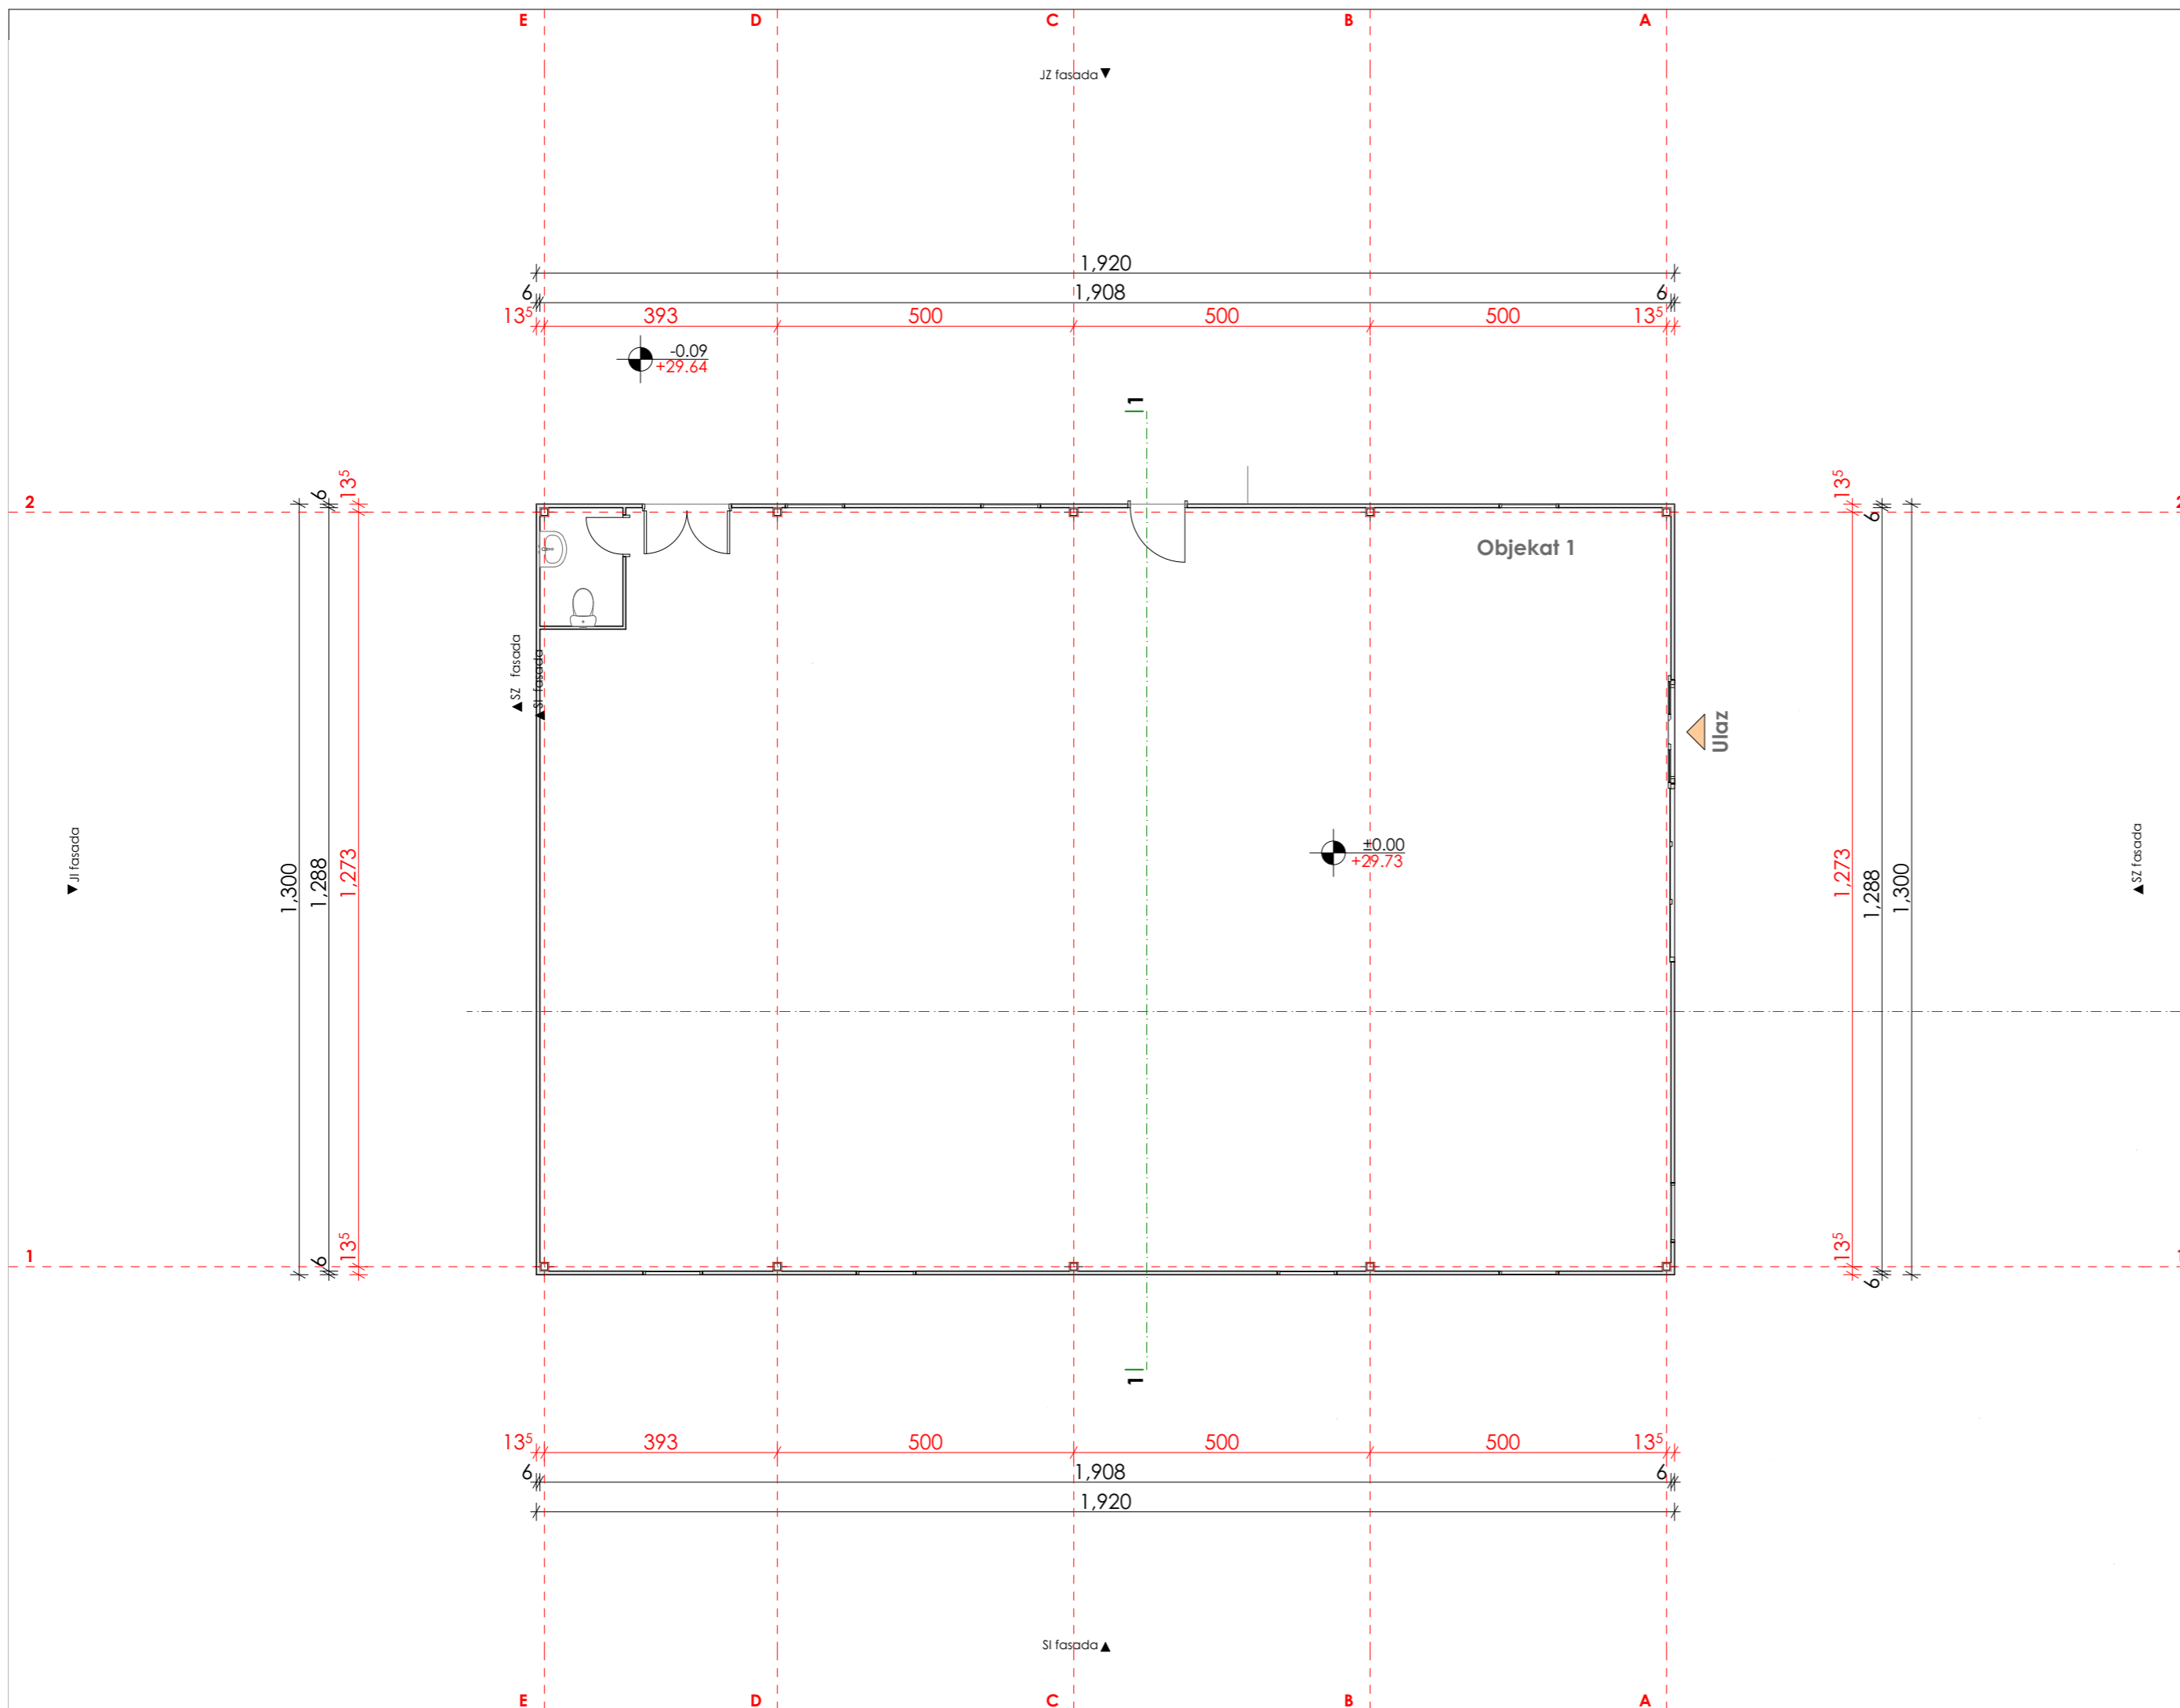 E D C B A
JZ fasada
1,920
6 1,908 6
13⁵ 393 500 500 500 13⁵
-0.09
+29.64
1
2 2
13⁵
6
1,300
1,288
1,273
6
13⁵
13⁵
6
1,273
1,288
1,300
13⁵
6
Objekat 1
SZ fasada
SI fasada
Ulaz
JI fasada
±0.00
+29.73
SZ fasada
1 1
1
13⁵ 393 500 500 500 13⁵
6 1,908 6
1,920
SI fasada
E D C B A